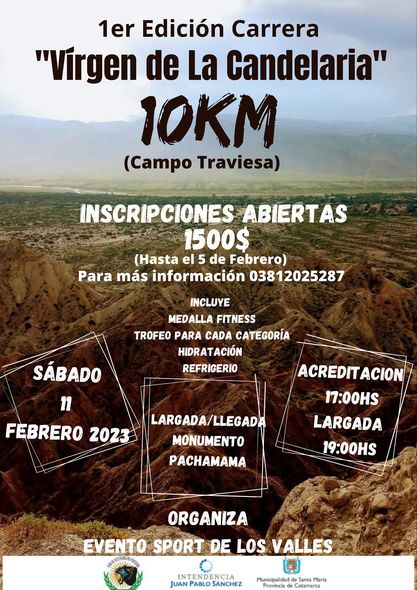 1er Edición Carrera
"Vírgen de La Candelaria"
10KM
(Campo Traviesa)
INSCRIPCIONES ABIERTAS
1500$
(Hasta el 5 de Febrero)
Para más información 03812025287
INCLUYE
MEDALLA FITNESS
TROFEO PARA CADA CATEGORÍA
HIDRATACIÓN
REFRIGERIO
SÁBADO
11
FEBRERO 2023
LARGADA/LLEGADA
MONUMENTO
PACHAMAMA
ACREDITACION
17:00HS
LARGADA
19:00HS
ORGANIZA
EVENTO SPORT DE LOS VALLES
INTENDENCIA
JUAN PABLO SÁNCHEZ
Municipalidad de Santa María
Provincia de Catamarca